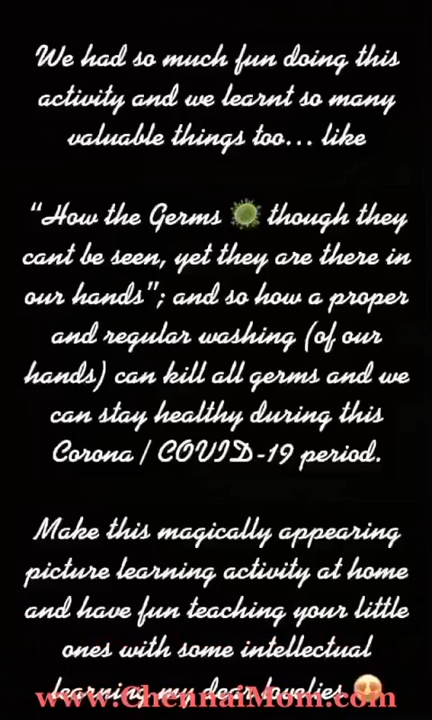 We had so much fun doing this
activity and we learnt so many
valuable things too... like
"How the Germs 🦠 though they
cant be seen, yet they are there in
our hands"; and so how a proper
and regular washing (of our
hands) can kill all germs and we
can stay healthy during this
Corona / COVID-19 period.
Make this magically appearing
picture learning activity at home
and have fun teaching your little
ones with some intellectual
learning my dear lovelies 😍
www.ChennaiMom.com